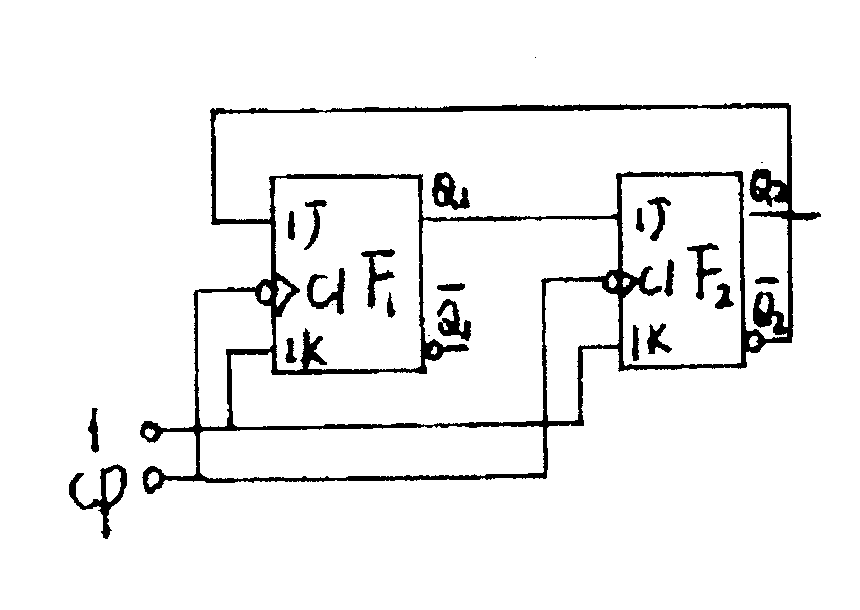 Q₁
Q₂
1J
1J
C1
F₁
C1
F₂
Q̅₁
Q̅₂
1K
1K
1
CP